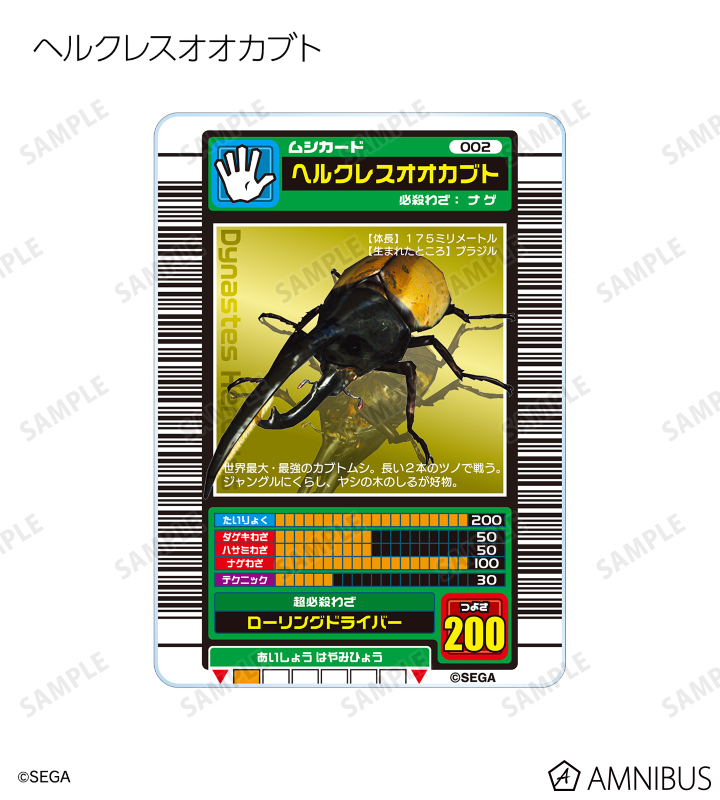 ヘルクレスオオカブト
ムシカード
002
ヘルクレスオオカブト
必殺わざ：ナゲ
【体長】175ミリメートル
【生まれたところ】ブラジル
Dynastes
世界最大・最強のカブトムシ。長い2本のツノで戦う。
ジャングルにくらし、ヤシの木のしるが好物。
たいりょく 200
ダゲキわざ 50
ハサミわざ 50
ナゲわざ 100
テクニック 30
超必殺わざ
ローリングドライバー
つよさ
200
あいしょう はやみひょう
©SEGA
©SEGA
AMNIBUS
SAMPLE